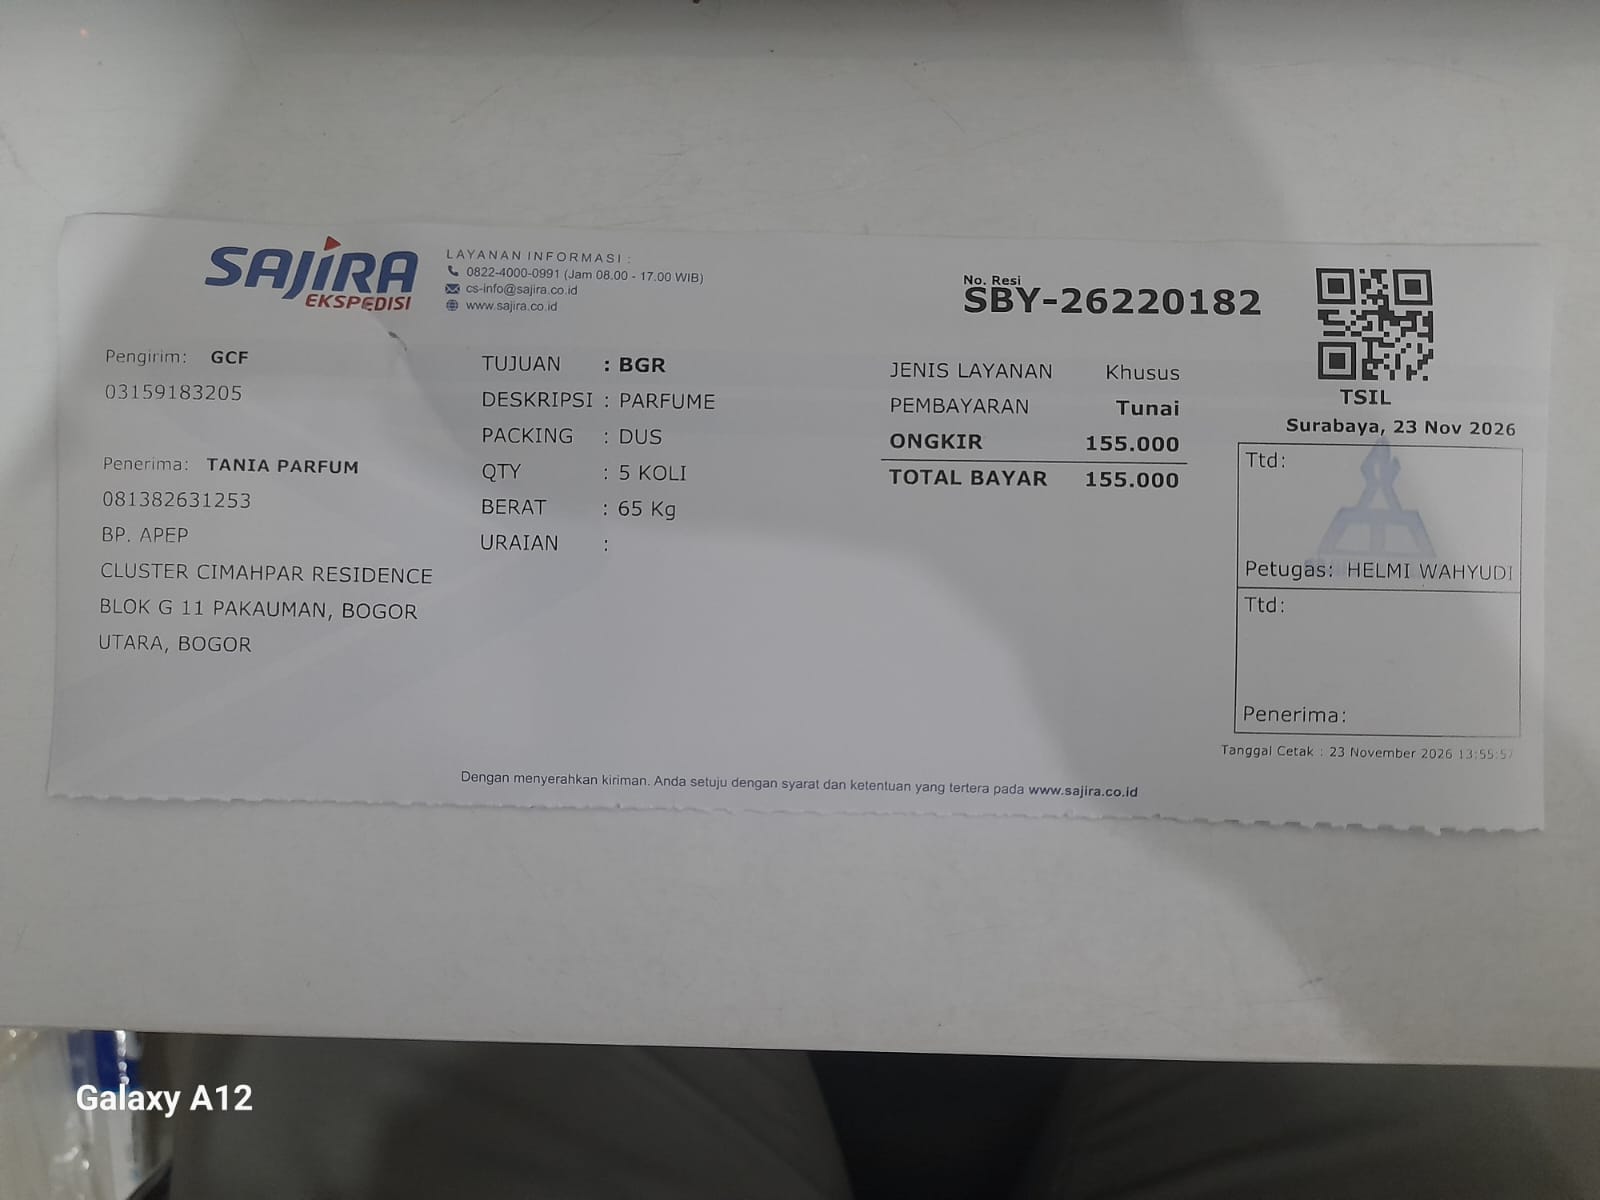 SAJIRA
EKSPEDISI
LAYANAN INFORMASI :
0822-4000-0991 (Jam 08.00 - 17.00 WIB)
cs-info@sajira.co.id
www.sajira.co.id
No. Resi
SBY-26220182
TSIL
Surabaya, 23 Nov 2026
Pengirim: GCF
03159183205
Penerima: TANIA PARFUM
081382631253
BP. APEP
CLUSTER CIMAHPAR RESIDENCE
BLOK G 11 PAKAUMAN, BOGOR
UTARA, BOGOR
TUJUAN : BGR
DESKRIPSI : PARFUME
PACKING : DUS
QTY : 5 KOLI
BERAT : 65 Kg
URAIAN :
JENIS LAYANAN Khusus
PEMBAYARAN Tunai
ONGKIR 155.000
TOTAL BAYAR 155.000
Ttd:
Petugas: HELMI WAHYUDI
Ttd:
Penerima:
Tanggal Cetak : 23 November 2026 13:55:57
Dengan menyerahkan kiriman. Anda setuju dengan syarat dan ketentuan yang tertera pada www.sajira.co.id
Galaxy A12